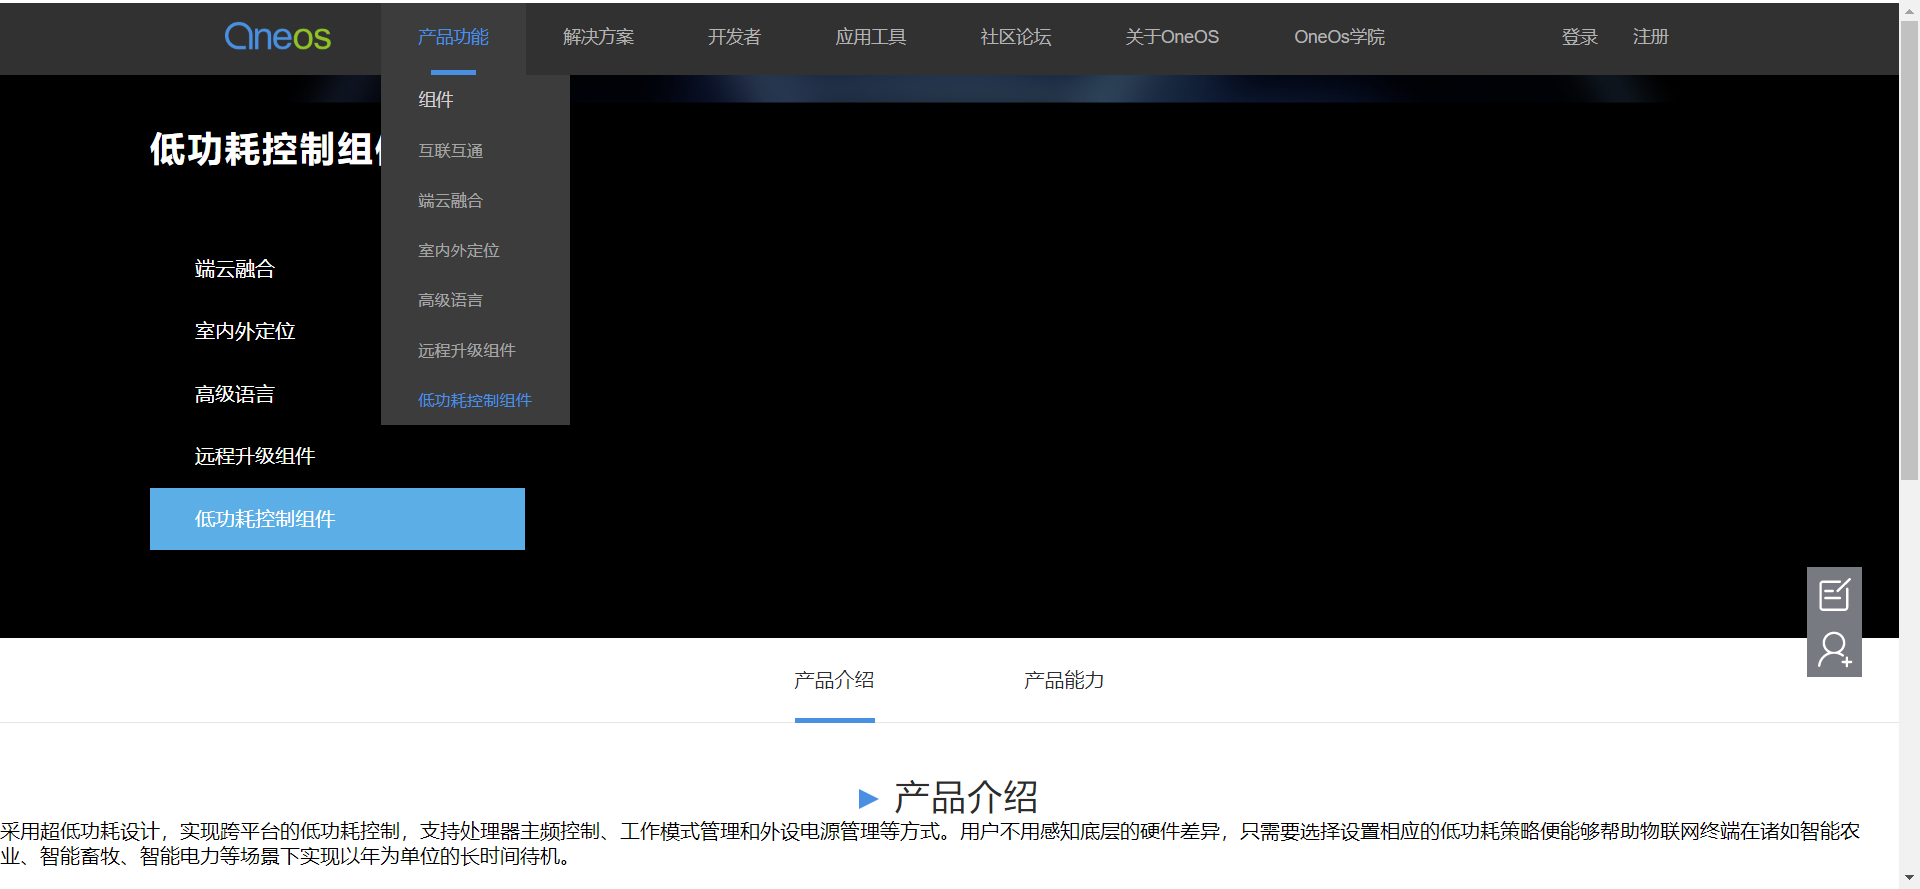 Oneos
产品功能
解决方案
开发者
应用工具
社区论坛
关于OneOS
OneOs学院
登录
注册
组件
互联互通
端云融合
室内外定位
高级语言
远程升级组件
低功耗控制组件
低功耗控制组
端云融合
室内外定位
高级语言
远程升级组件
低功耗控制组件
产品介绍
产品能力
产品介绍
采用超低功耗设计，实现跨平台的低功耗控制，支持处理器主频控制、工作模式管理和外设电源管理等方式。用户不用感知底层的硬件差异，只需要选择设置相应的低功耗策略便能够帮助物联网终端在诸如智能农
业、智能畜牧、智能电力等场景下实现以年为单位的长时间待机。